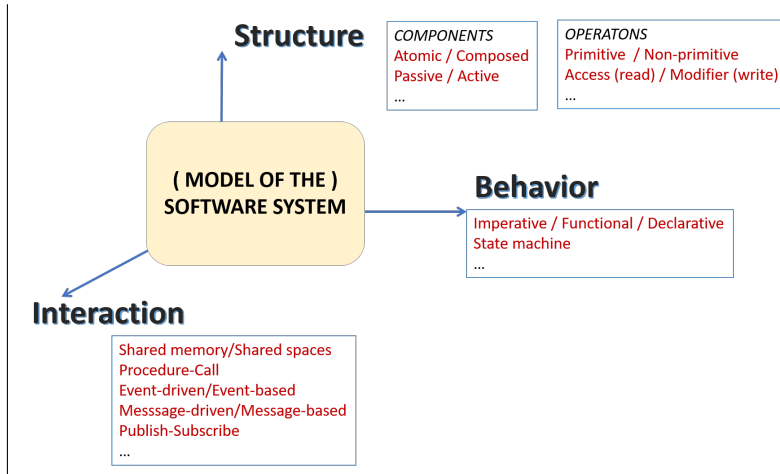 Structure
COMPONENTS
Atomic / Composed
Passive / Active
...
OPERATONS
Primitive / Non-primitive
Access (read) / Modifier (write)
...
( MODEL OF THE )
SOFTWARE SYSTEM
Behavior
Imperative / Functional / Declarative
State machine
...
Interaction
Shared memory/Shared spaces
Procedure-Call
Event-driven/Event-based
Messsage-driven/Message-based
Publish-Subscribe
...